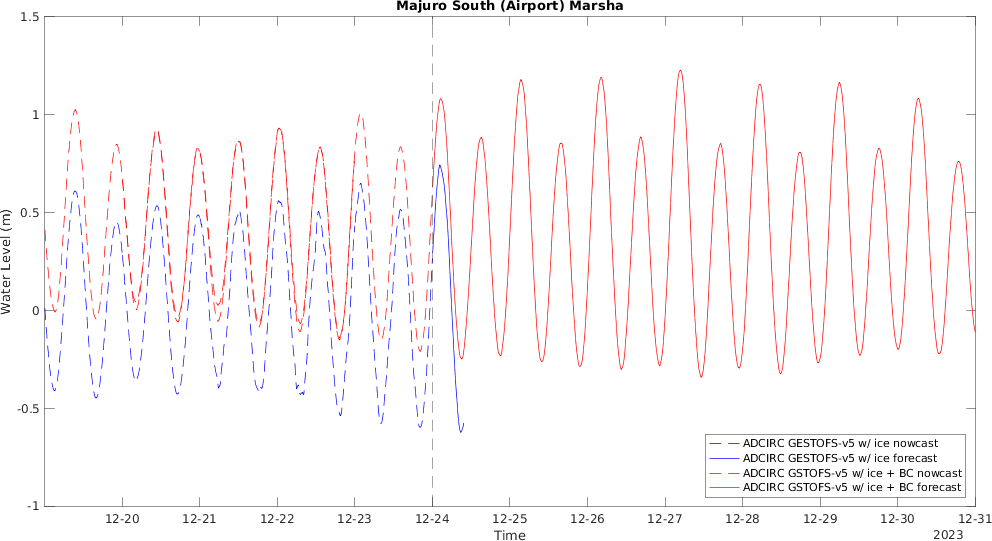 Majuro South (Airport) Marsha
1.5
1
0.5
0
-0.5
-1
Water Level (m)
ADCIRC GESTOFS-v5 w/ ice nowcast
ADCIRC GESTOFS-v5 w/ ice forecast
ADCIRC GSTOFS-v5 w/ ice + BC nowcast
ADCIRC GSTOFS-v5 w/ ice + BC forecast
12-20 12-21 12-22 12-23 12-24 12-25 12-26 12-27 12-28 12-29 12-30 12-31
Time
2023